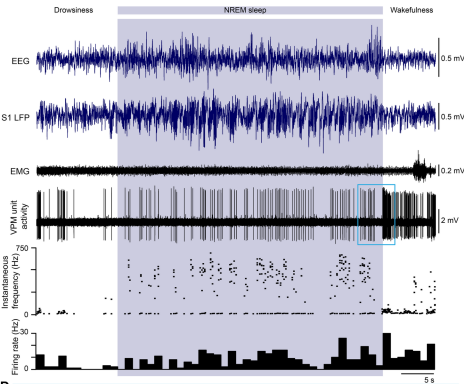 Drowsiness NREM sleep Wakefulness
EEG 0.5 mV
S1 LFP 0.5 mV
EMG 0.2 mV
VPM unit
activity
2 mV
750
Instantaneous
frequency (Hz)
0
30
Firing rate (Hz)
0
5 s